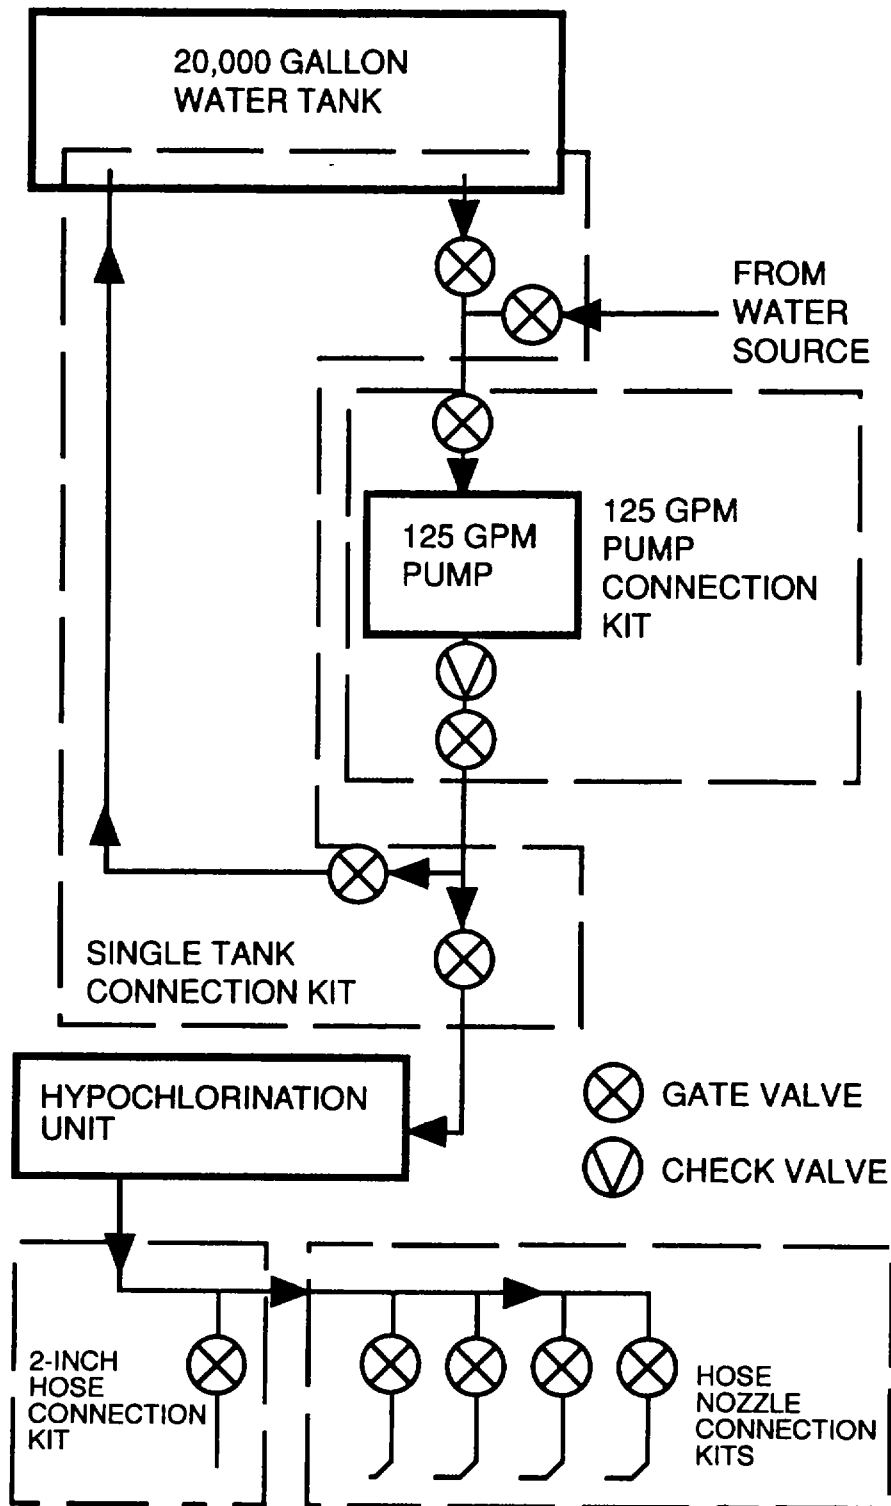 20,000 GALLON
WATER TANK
FROM
WATER
SOURCE
125 GPM
PUMP
125 GPM
PUMP
CONNECTION
KIT
SINGLE TANK
CONNECTION KIT
HYPOCHLORINATION
UNIT
GATE VALVE
CHECK VALVE
2-INCH
HOSE
CONNECTION
KIT
HOSE
NOZZLE
CONNECTION
KITS